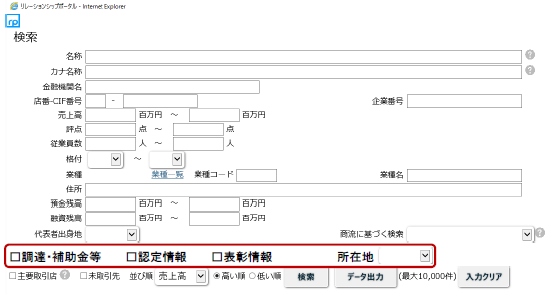 リレーションシップポータル - Internet Explorer
rp
検索
名称 ?
カナ名称 ?
金融機関名
店番-CIF番号 - 企業番号
売上高 百万円 ～ 百万円
評点 点 ～ 点
従業員数 人 ～ 人
格付 ～
業種 業種一覧 業種コード 業種名
住所
預金残高 百万円 ～ 百万円
融資残高 百万円 ～ 百万円
代表者出身地 商流に基づく検索 ?
調達・補助金等 認定情報 表彰情報 所在地
主要取引店 ? 未取引先 並び順 売上高 高い順 低い順 検索 データ出力 (最大10,000件) 入力クリア